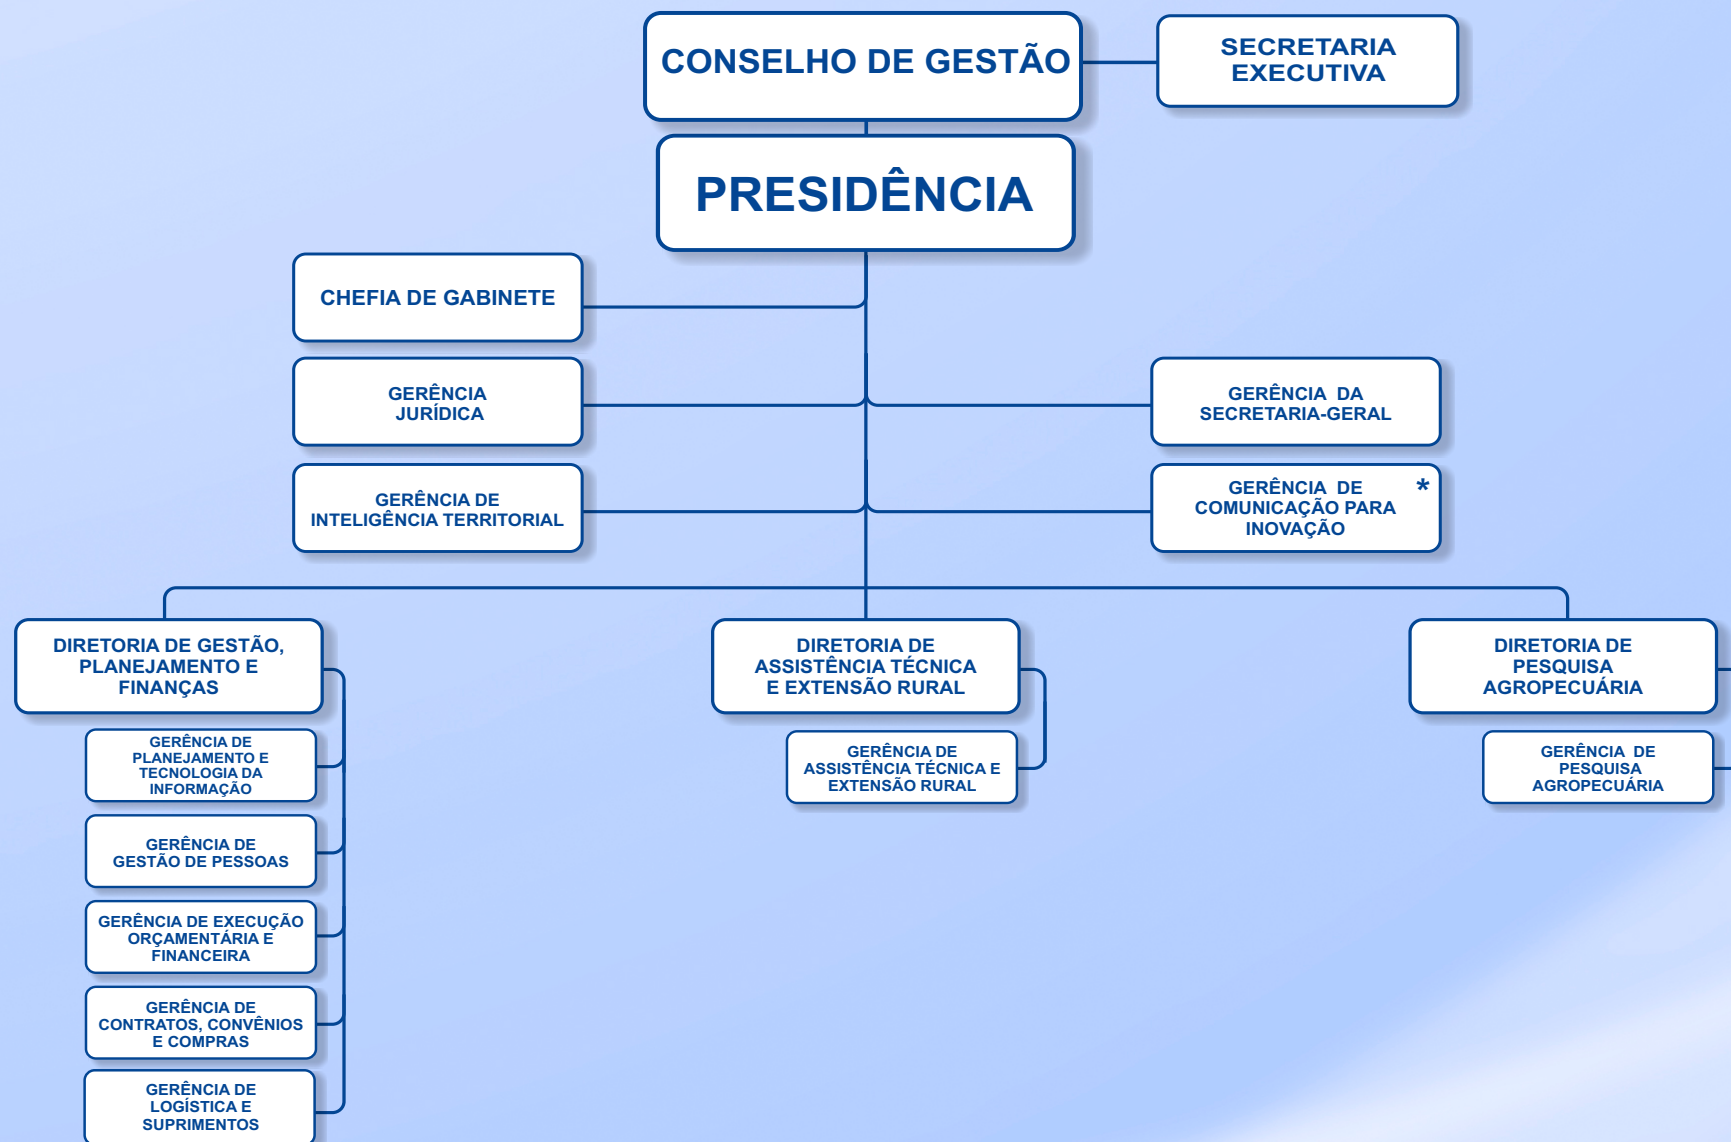 CONSELHO DE GESTÃO
SECRETARIA
EXECUTIVA
PRESIDÊNCIA
CHEFIA DE GABINETE
GERÊNCIA
JURÍDICA
GERÊNCIA DA
SECRETARIA-GERAL
GERÊNCIA DE
INTELIGÊNCIA TERRITORIAL
GERÊNCIA DE *
COMUNICAÇÃO PARA
INOVAÇÃO
DIRETORIA DE GESTÃO,
PLANEJAMENTO E
FINANÇAS
DIRETORIA DE
ASSISTÊNCIA TÉCNICA
E EXTENSÃO RURAL
DIRETORIA DE
PESQUISA
AGROPECUÁRIA
GERÊNCIA DE
PLANEJAMENTO E
TECNOLOGIA DA
INFORMAÇÃO
GERÊNCIA DE
ASSISTÊNCIA TÉCNICA E
EXTENSÃO RURAL
GERÊNCIA DE
PESQUISA
AGROPECUÁRIA
GERÊNCIA DE
GESTÃO DE PESSOAS
GERÊNCIA DE EXECUÇÃO
ORÇAMENTÁRIA E
FINANCEIRA
GERÊNCIA DE
CONTRATOS, CONVÊNIOS
E COMPRAS
GERÊNCIA DE
LOGÍSTICA E
SUPRIMENTOS